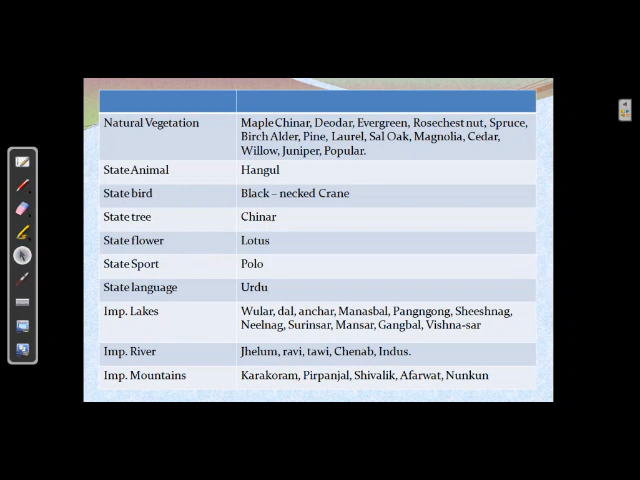 Natural Vegetation Maple Chinar, Deodar, Evergreen, Rosechestnut, Spruce,
Birch Alder, Pine, Laurel, Sal Oak, Magnolia, Cedar,
Willow, Juniper, Popular.
State Animal Hangul
State bird Black – necked Crane
State tree Chinar
State flower Lotus
State Sport Polo
State language Urdu
Imp. Lakes Wular, dal, anchar, Manasbal, Pangngong, Sheeshnag,
Neelnag, Surinsar, Mansar, Gangbal, Vishna-sar
Imp. River Jhelum, ravi, tawi, Chenab, Indus.
Imp. Mountains Karakoram, Pirpanjal, Shivalik, Afarwat, Nunkun